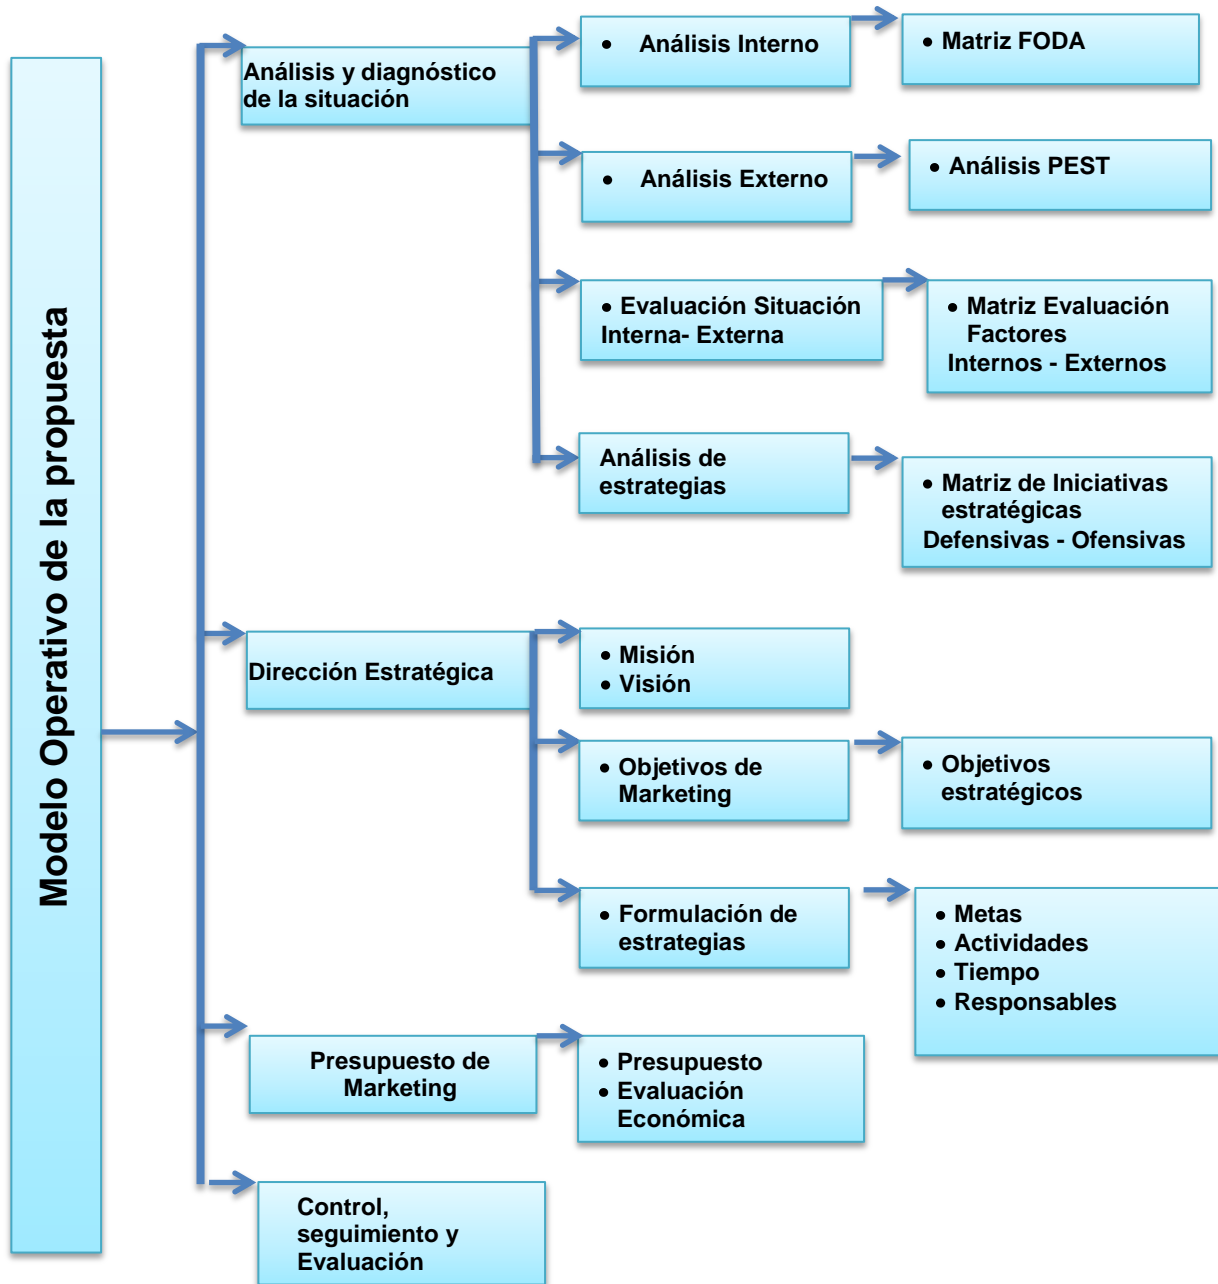 Modelo Operativo de la propuesta
Análisis y diagnóstico
de la situación
• Análisis Interno
• Matriz FODA
• Análisis Externo
• Análisis PEST
• Evaluación Situación
Interna- Externa
• Matriz Evaluación
Factores
Internos - Externos
Análisis de
estrategias
• Matriz de Iniciativas
estratégicas
Defensivas - Ofensivas
Dirección Estratégica
• Misión
• Visión
• Objetivos de
Marketing
• Objetivos
estratégicos
• Formulación de
estrategias
• Metas
• Actividades
• Tiempo
• Responsables
Presupuesto de
Marketing
• Presupuesto
• Evaluación
Económica
Control,
seguimiento y
Evaluación